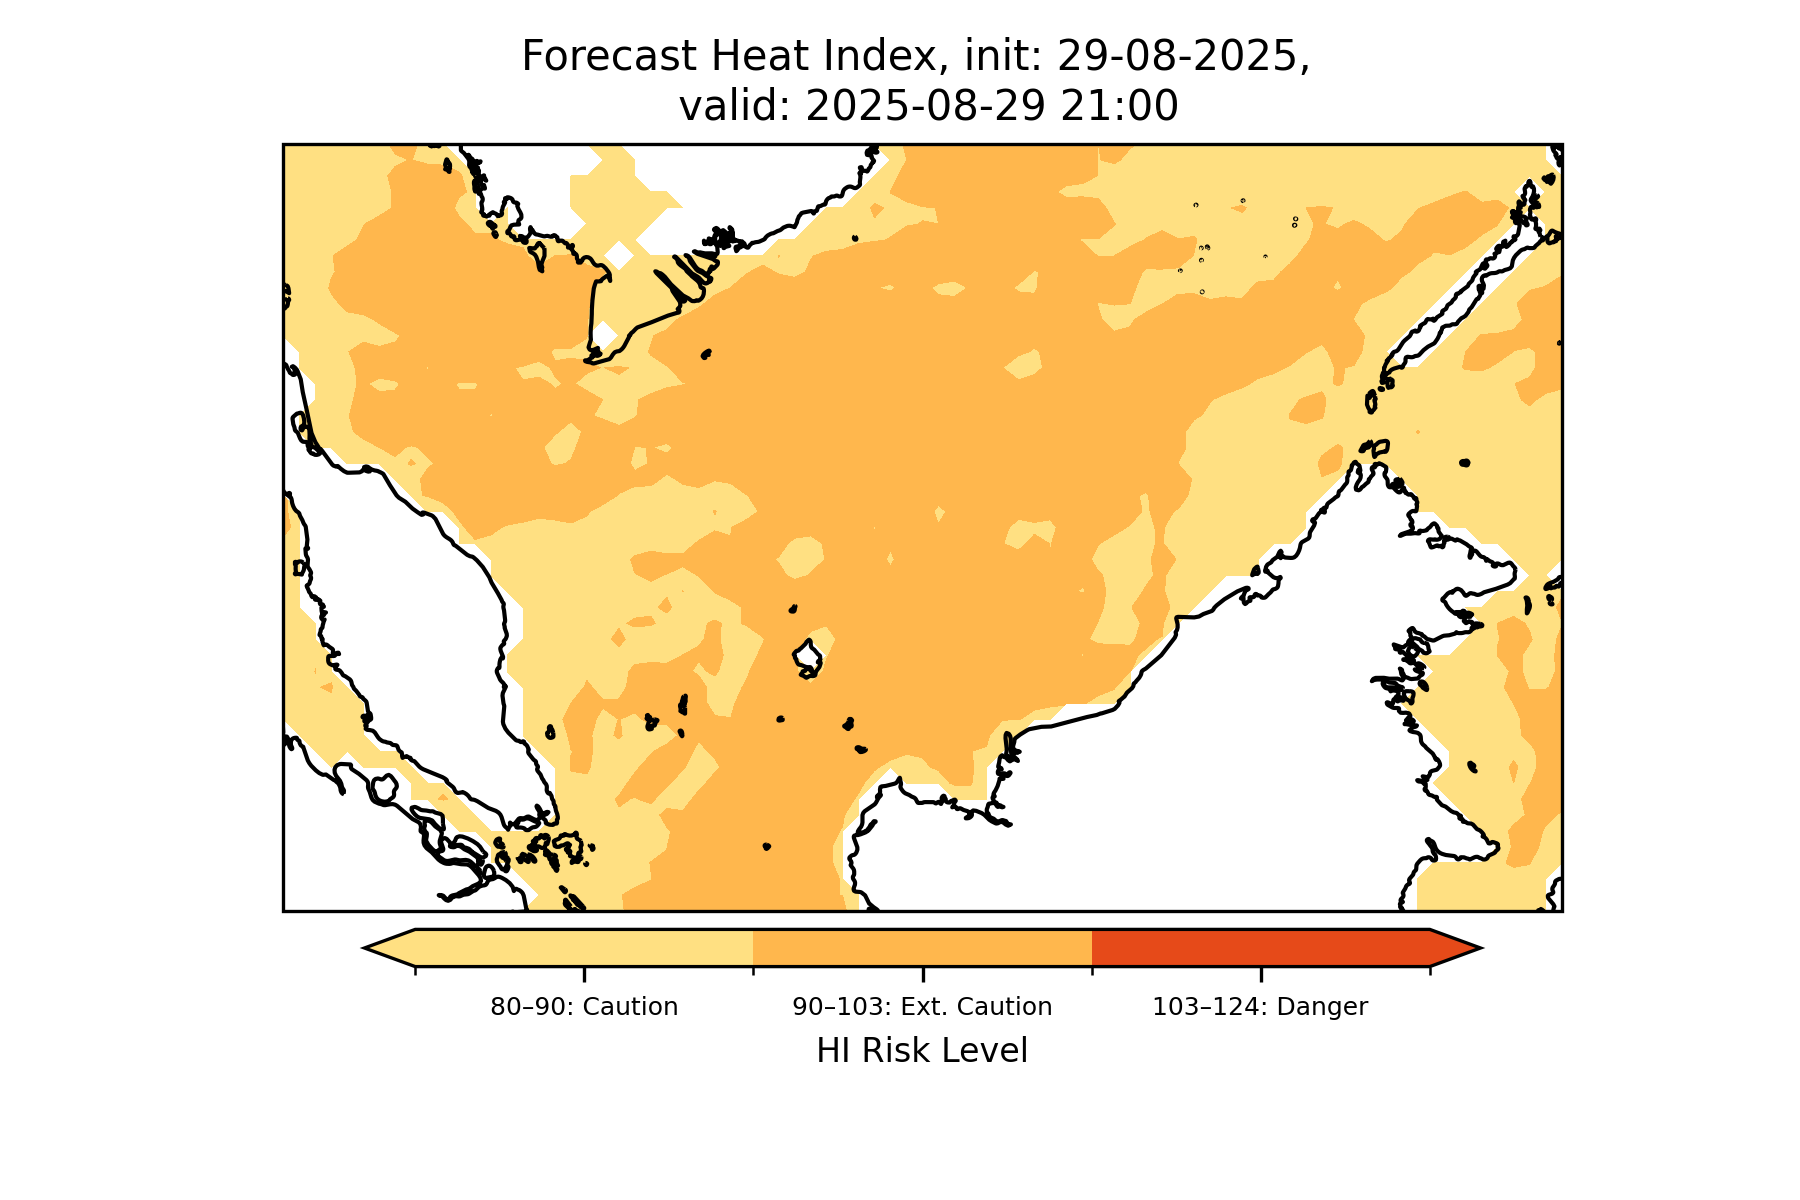 Forecast Heat Index, init: 29-08-2025,
valid: 2025-08-29 21:00
80–90: Caution
90–103: Ext. Caution
103–124: Danger
HI Risk Level